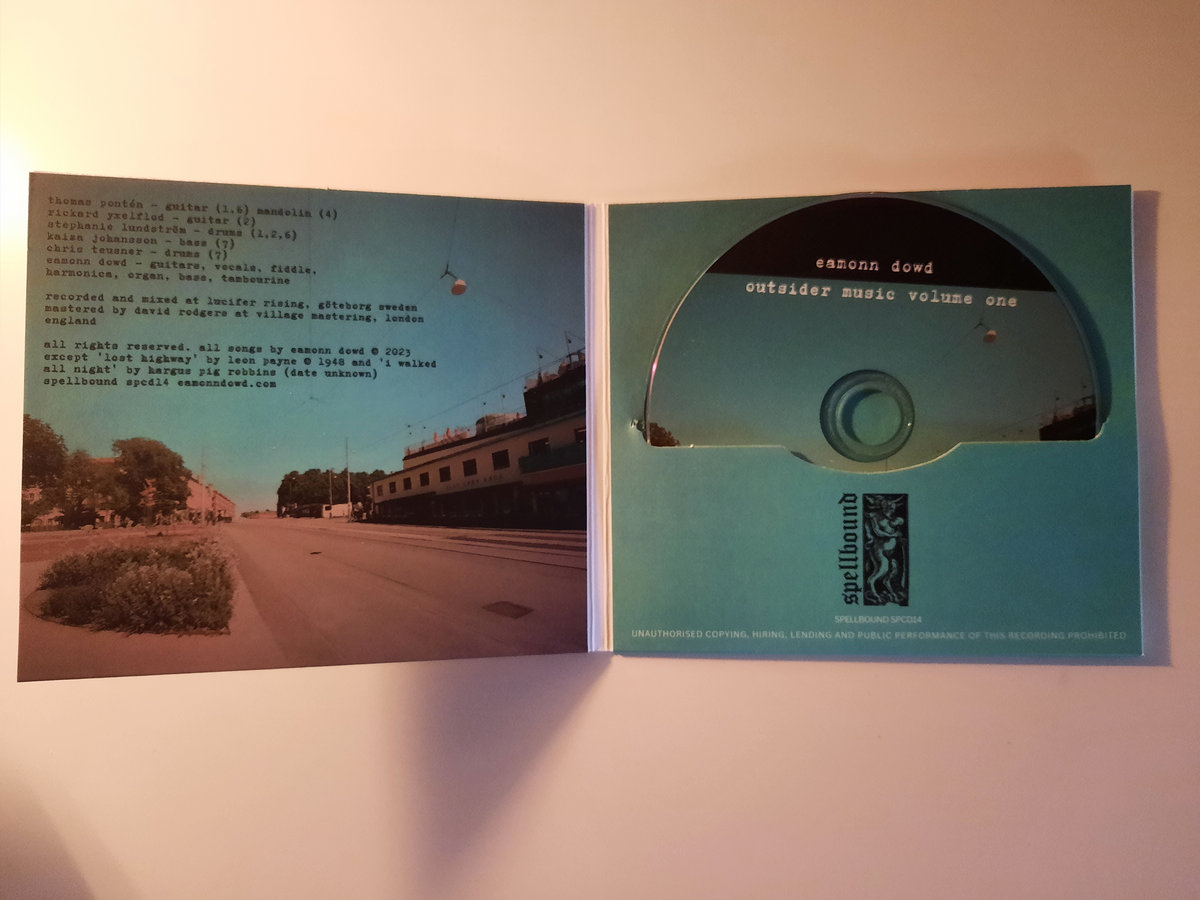 thomas pontén - guitar (1,6) mandolin (4)
rickard yxelflod - guitar (2)
stephanie lundström - drums (1,2,6)
kaisa johansson - bass (7)
chris teusner - drums (7)
eamonn dowd - guitars, vocals, fiddle,
harmonica, organ, bass, tambourine
recorded and mixed at lucifer rising, göteborg sweden
mastered by david rodgers at village mastering, london
england
all rights reserved. all songs by eamonn dowd © 2023
except 'lost highway' by leon payne © 1948 and 'i walked
all night' by hargus pig robbins (date unknown)
spellbound spcd14 eamonndowd.com
eamonn dowd
outsider music volume one
spellbound
SPELLBOUND SPCD14
UNAUTHORISED COPYING, HIRING, LENDING AND PUBLIC PERFORMANCE OF THIS RECORDING PROHIBITED